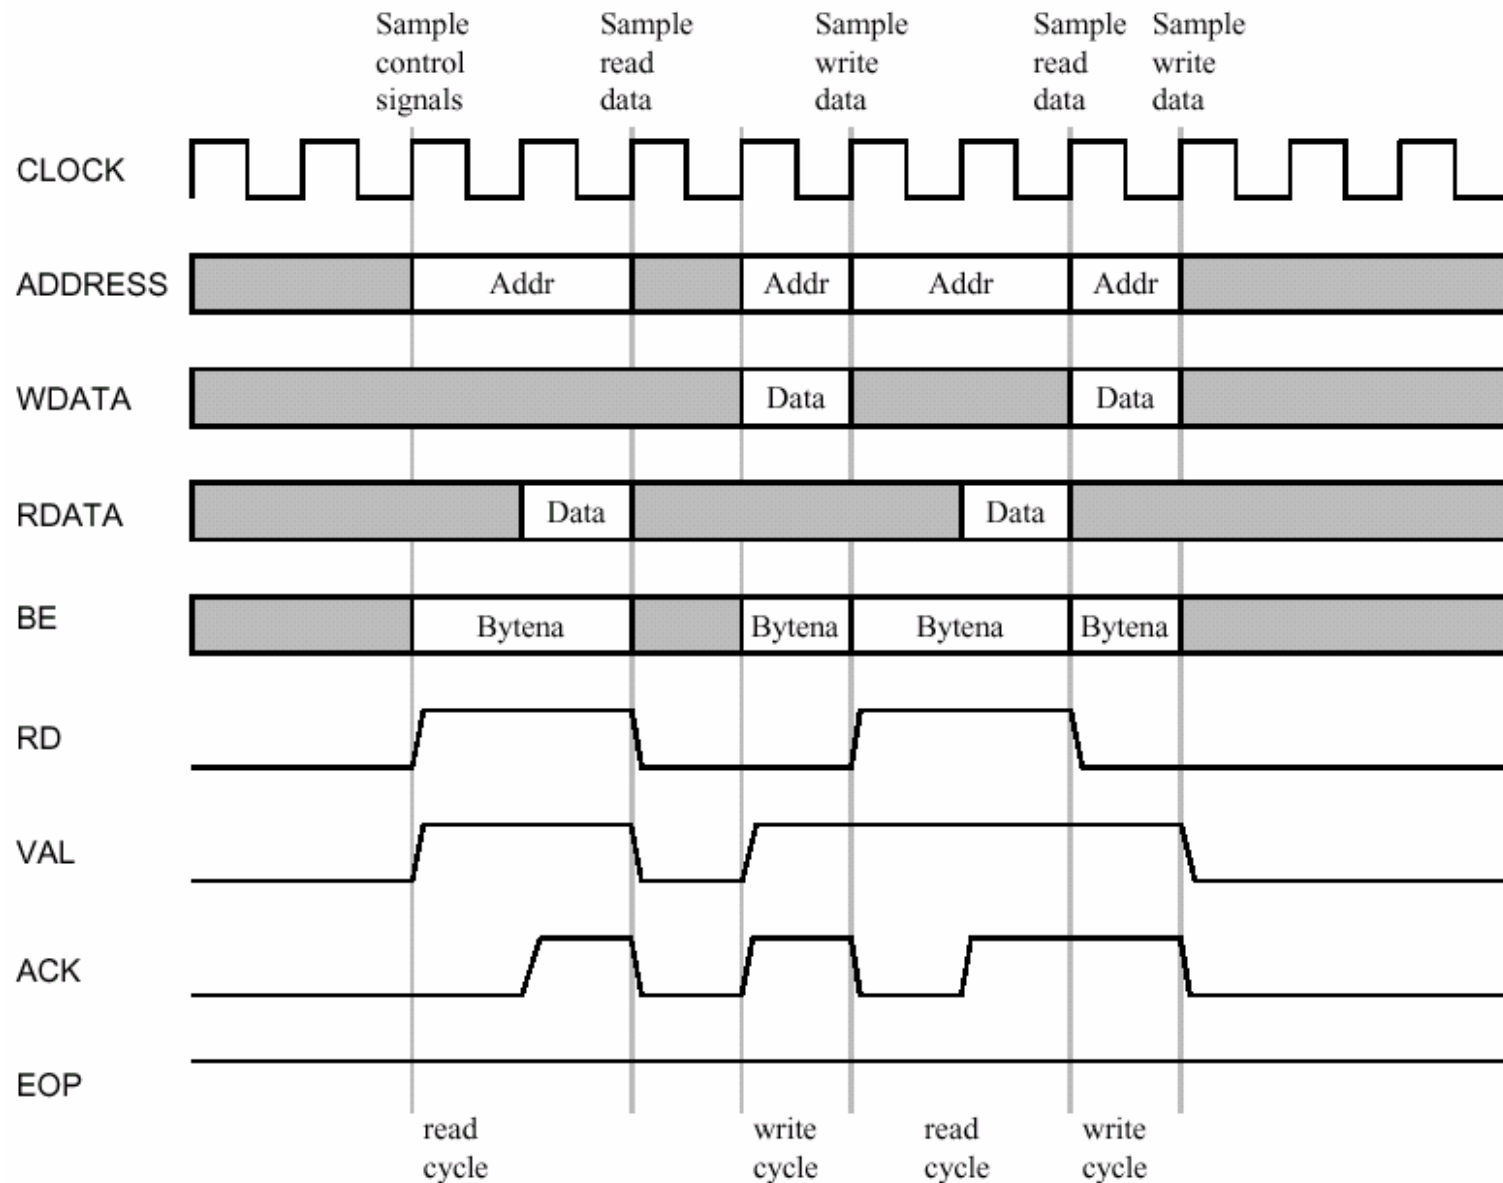 Sample
control
signals
Sample
read
data
Sample
write
data
Sample
read
data
Sample
write
data
CLOCK
ADDRESS
Addr
Addr
Addr
Addr
WDATA
Data
Data
RDATA
Data
Data
BE
Bytena
Bytena
Bytena
Bytena
RD
VAL
ACK
EOP
read
cycle
write
cycle
read
cycle
write
cycle